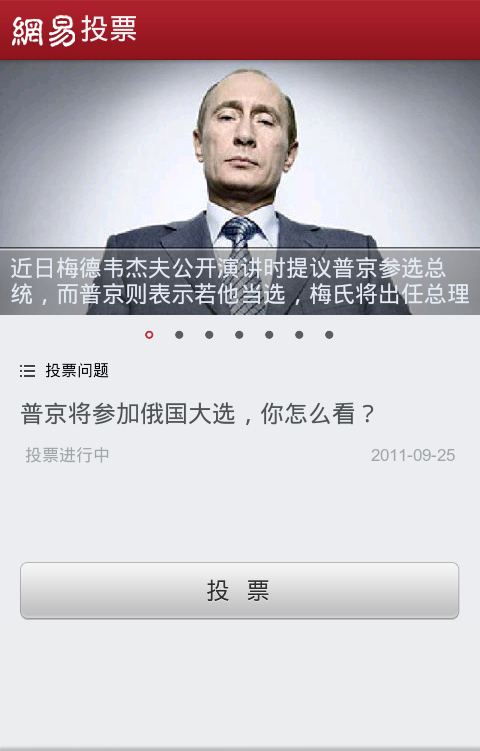 網易投票
近日梅德韦杰夫公开演讲时提议普京参选总
统，而普京则表示若他当选，梅氏将出任总理
投票问题
普京将参加俄国大选，你怎么看？
投票进行中 2011-09-25
投 票